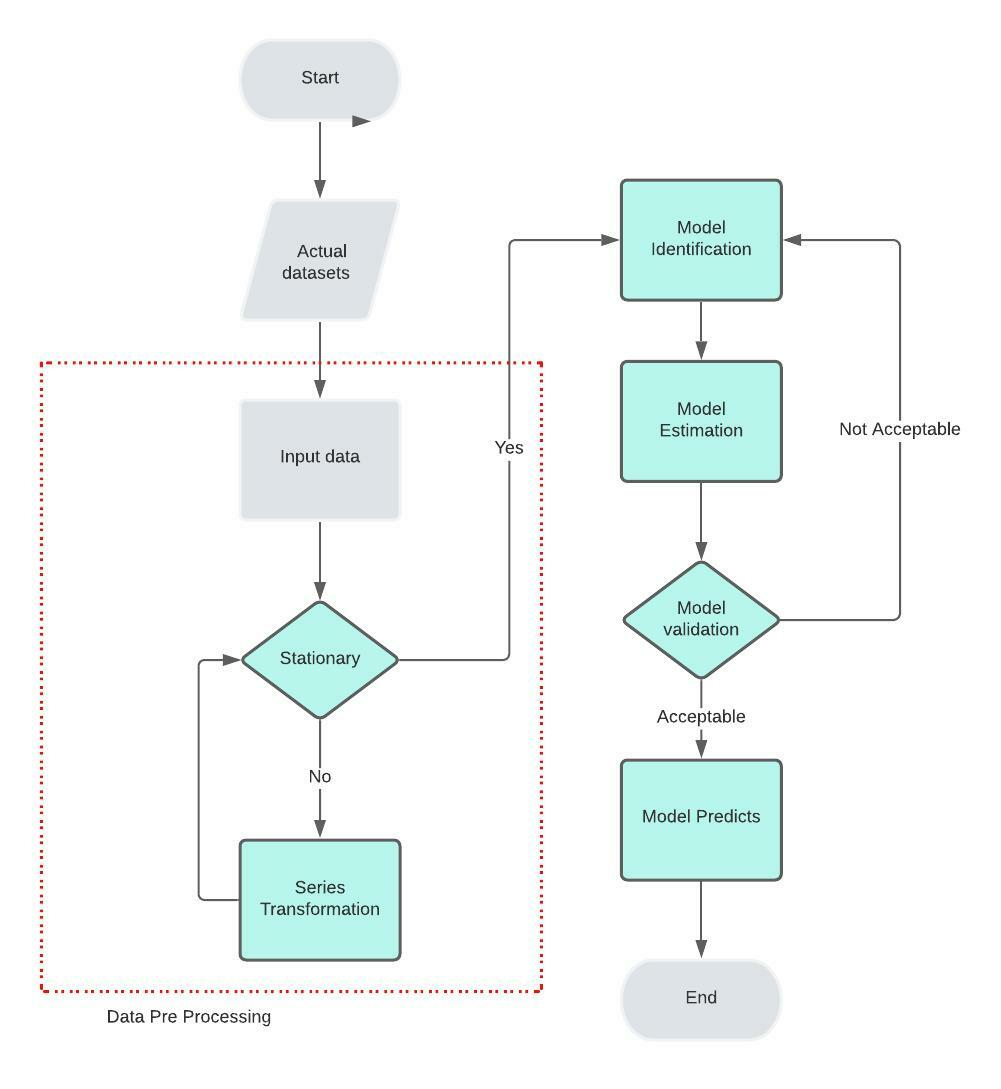 Start
Actual
datasets
Input data
Stationary
Yes
No
Series
Transformation
Data Pre Processing
Model
Identification
Model
Estimation
Not Acceptable
Model
validation
Acceptable
Model Predicts
End